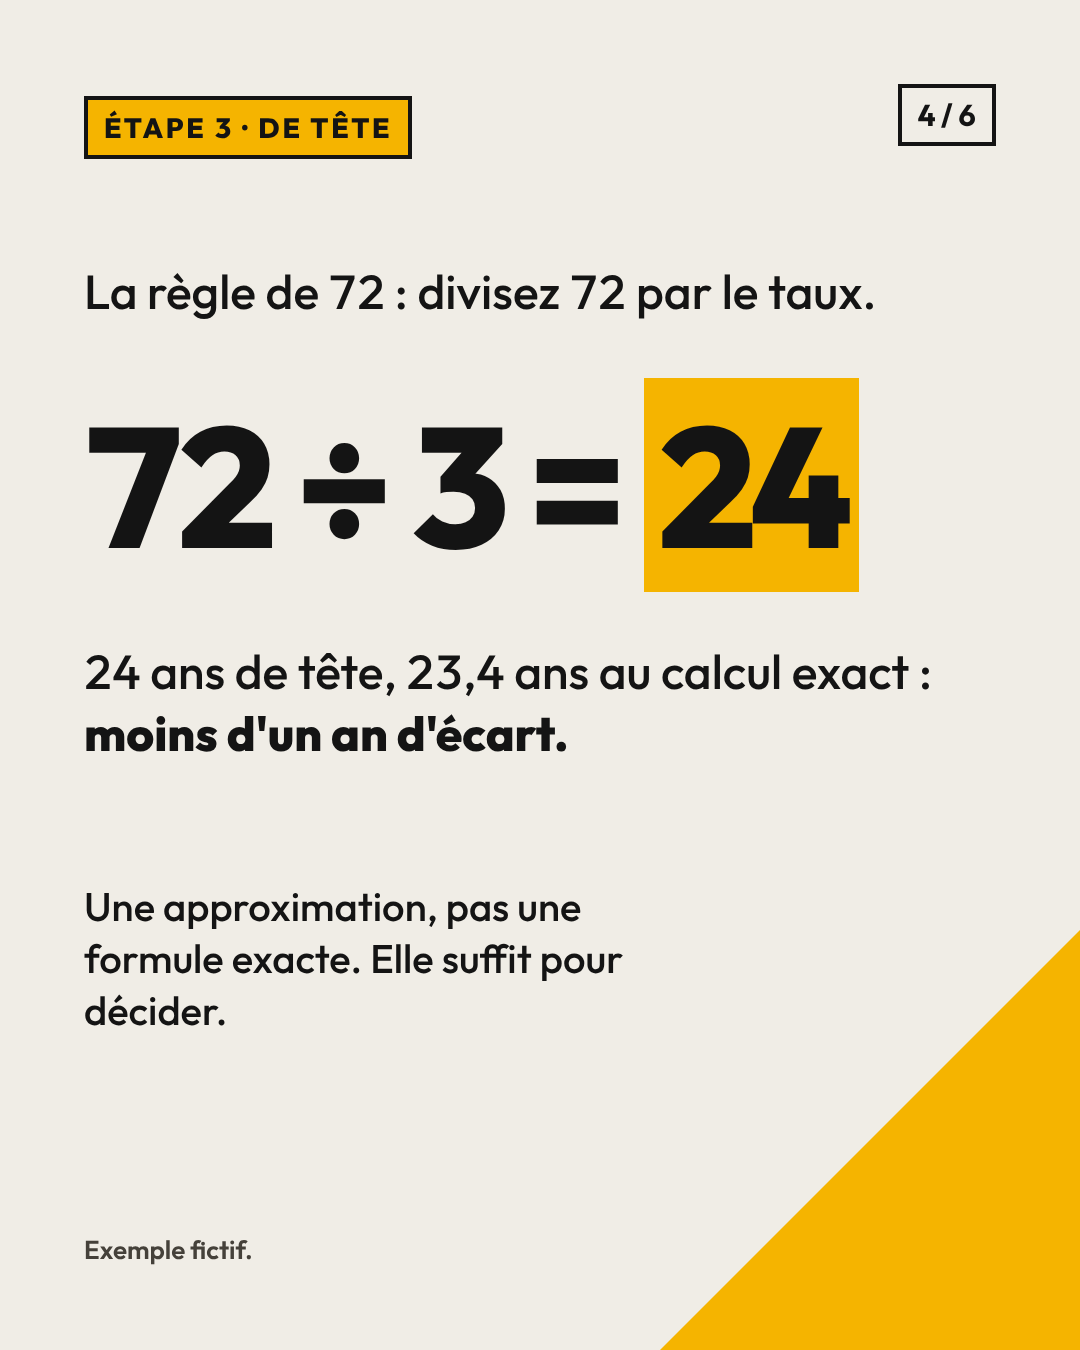 ÉTAPE 3 · DE TÊTE
4 / 6
La règle de 72 : divisez 72 par le taux.
72 ÷ 3 = 24
24 ans de tête, 23,4 ans au calcul exact :
moins d'un an d'écart.
Une approximation, pas une
formule exacte. Elle suffit pour
décider.
Exemple fictif.